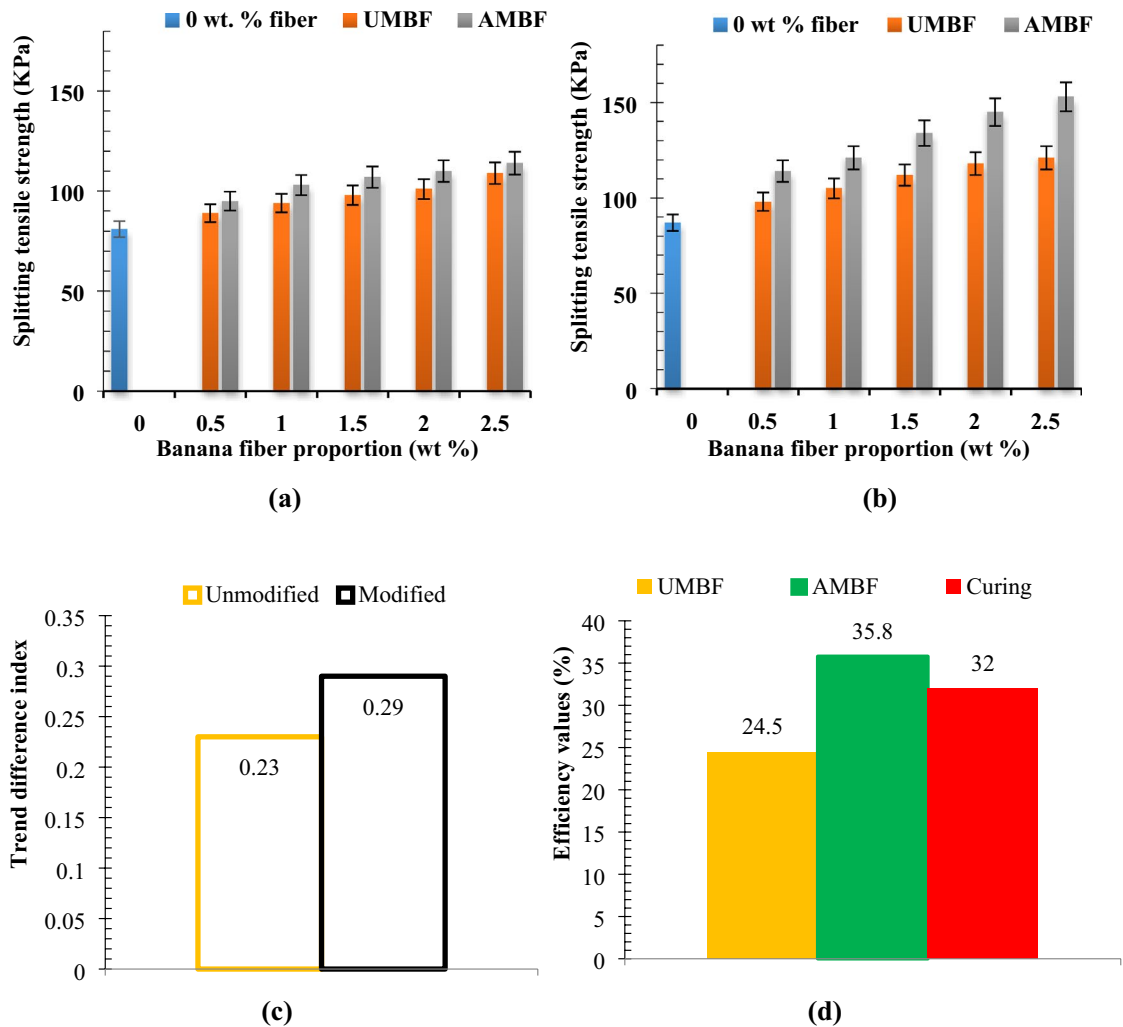 0 wt. % fiber UMBF AMBF
Splitting tensile strength (KPa)
150
100
50
0
0 0.5 1 1.5 2 2.5
Banana fiber proportion (wt %)
(a)
0 wt % fiber UMBF AMBF
Splitting tensile strength (KPa)
150
100
50
0
0 0.5 1 1.5 2 2.5
Banana fiber proportion (wt %)
(b)
Unmodified Modified
Trend difference index
0.35
0.3
0.25
0.2
0.15
0.1
0.05
0
0.23
0.29
(c)
UMBF AMBF Curing
Efficiency values (%)
40
35
30
25
20
15
10
5
0
24.5
35.8
32
(d)